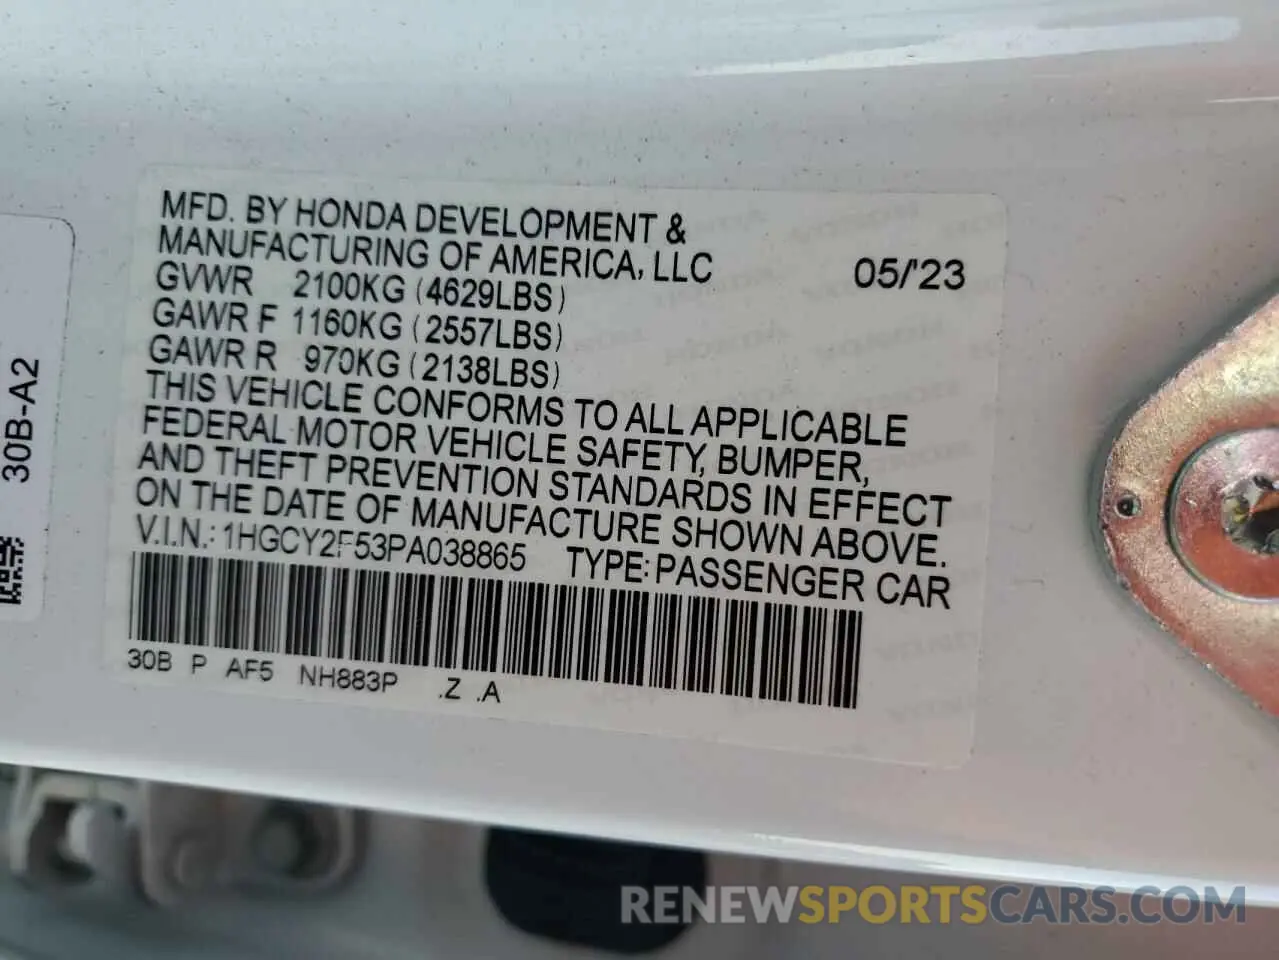 MFD. BY HONDA DEVELOPMENT &
MANUFACTURING OF AMERICA, LLC
05/'23
GVWR 2100KG (4629LBS)
GAWR F 1160KG (2557LBS)
GAWR R 970KG (2138LBS)
THIS VEHICLE CONFORMS TO ALL APPLICABLE
FEDERAL MOTOR VEHICLE SAFETY, BUMPER,
AND THEFT PREVENTION STANDARDS IN EFFECT
ON THE DATE OF MANUFACTURE SHOWN ABOVE.
V.I.N.: 1HGCY2F53PA038865 TYPE: PASSENGER CAR
30B P AF5 NH883P .Z .A
30B-A2
RENEWSPORTSCARS.COM